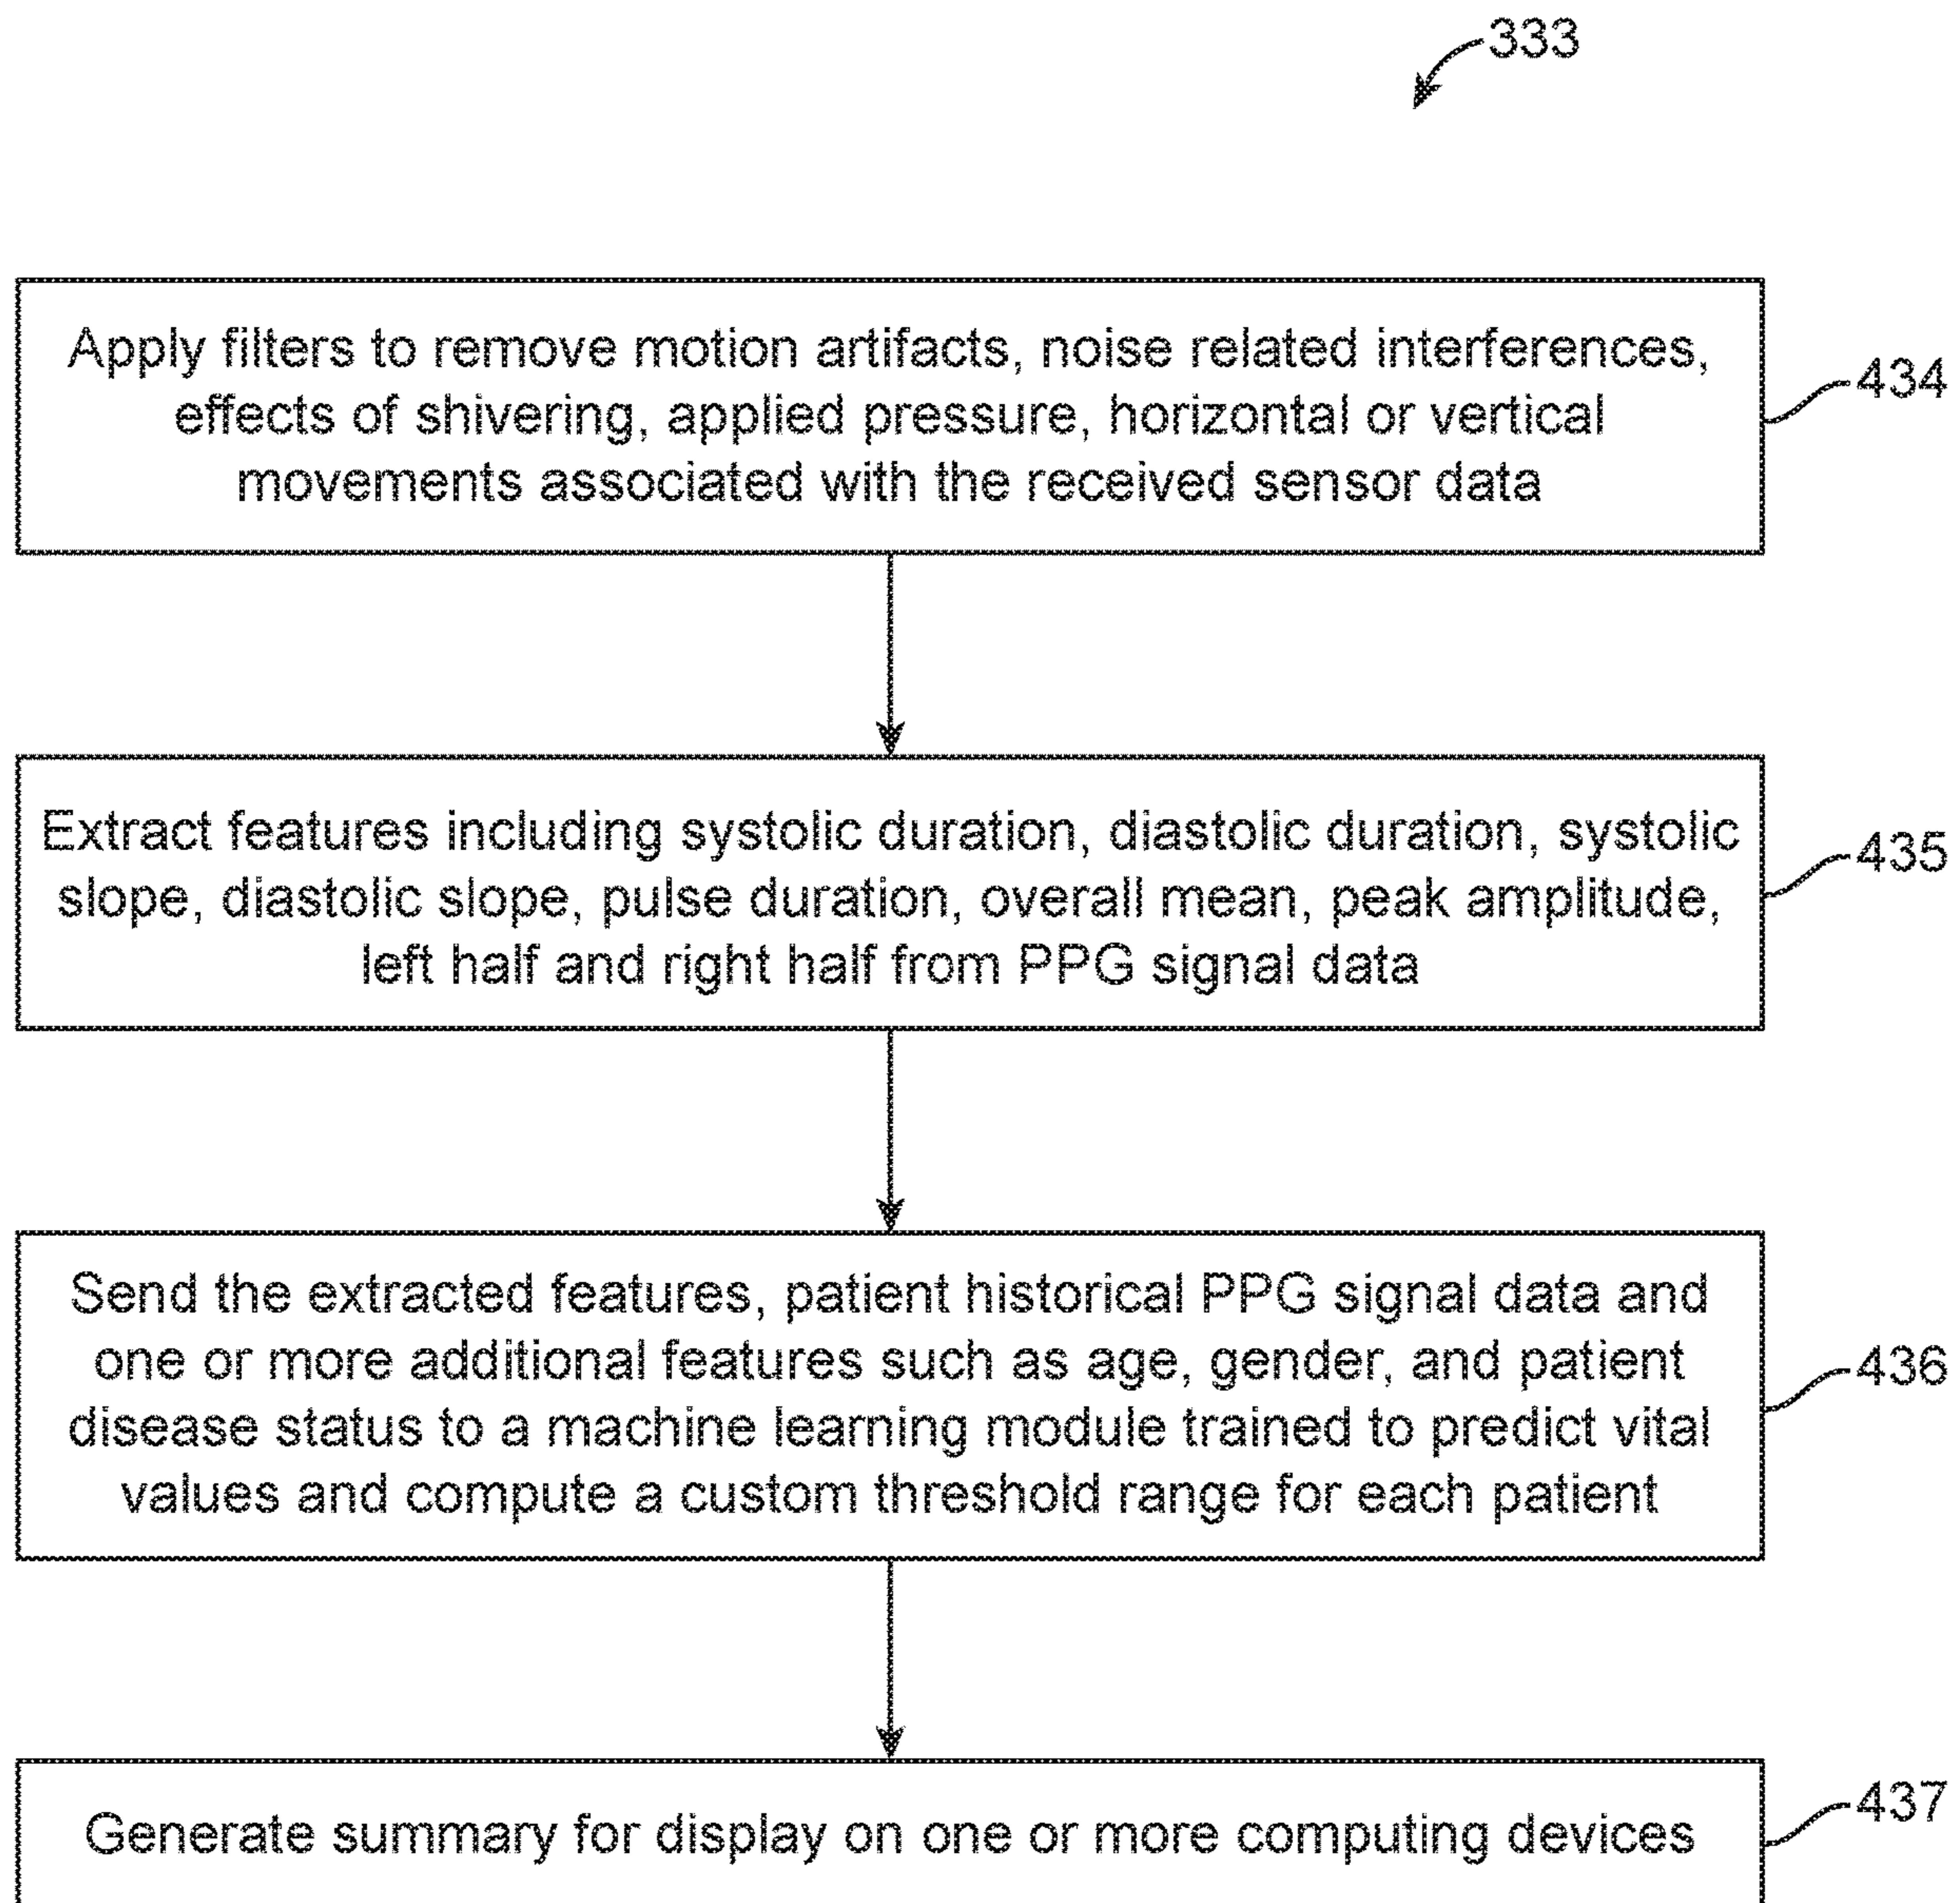 333
Apply filters to remove motion artifacts, noise related interferences,
effects of shivering, applied pressure, horizontal or vertical
movements associated with the received sensor data
434
Extract features including systolic duration, diastolic duration, systolic
slope, diastolic slope, pulse duration, overall mean, peak amplitude,
left half and right half from PPG signal data
435
Send the extracted features, patient historical PPG signal data and
one or more additional features such as age, gender, and patient
disease status to a machine learning module trained to predict vital
values and compute a custom threshold range for each patient
436
Generate summary for display on one or more computing devices
437